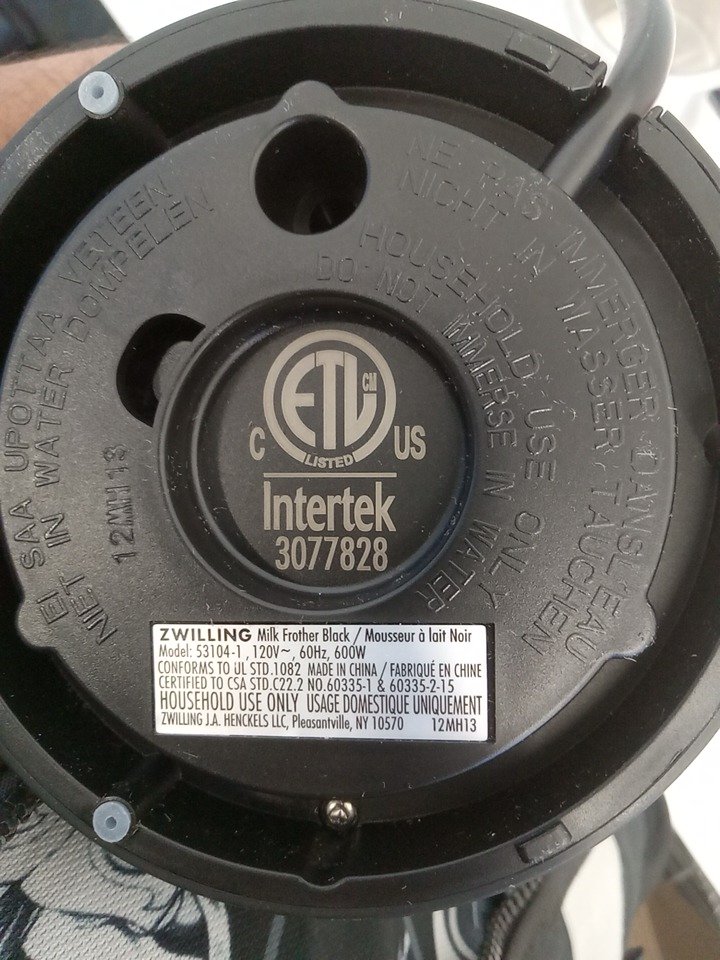 NE PAS IMMERGER DANS L'EAU
NICHT IN WASSER TAUCHEN
HOUSEHOLD USE ONLY
DO NOT IMMERSE IN WATER
EI SAA UPOTTAA VETEEN
NIET IN WATER DOMPELEN
12MH13
ETL CM
C LISTED US
Intertek
3077828
ZWILLING Milk Frother Black / Mousseur à lait Noir
Model: 53104-1 , 120V~, 60Hz, 600W
CONFORMS TO UL STD.1082 MADE IN CHINA / FABRIQUÉ EN CHINE
CERTIFIED TO CSA STD.C22.2 NO.60335-1 & 60335-2-15
HOUSEHOLD USE ONLY USAGE DOMESTIQUE UNIQUEMENT
ZWILLING J.A. HENCKELS LLC, Pleasantville, NY 10570 12MH13